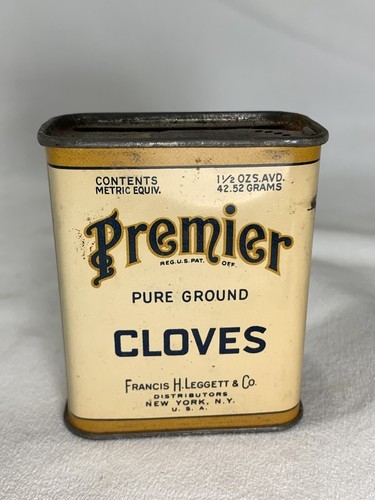 CONTENTS 1½ OZS.AVD.
METRIC EQUIV. 42.52 GRAMS
Premier
REG.U.S.PAT. OFF.
PURE GROUND
CLOVES
FRANCIS H. LEGGETT & CO.
DISTRIBUTORS
NEW YORK, N.Y.
U. S. A.